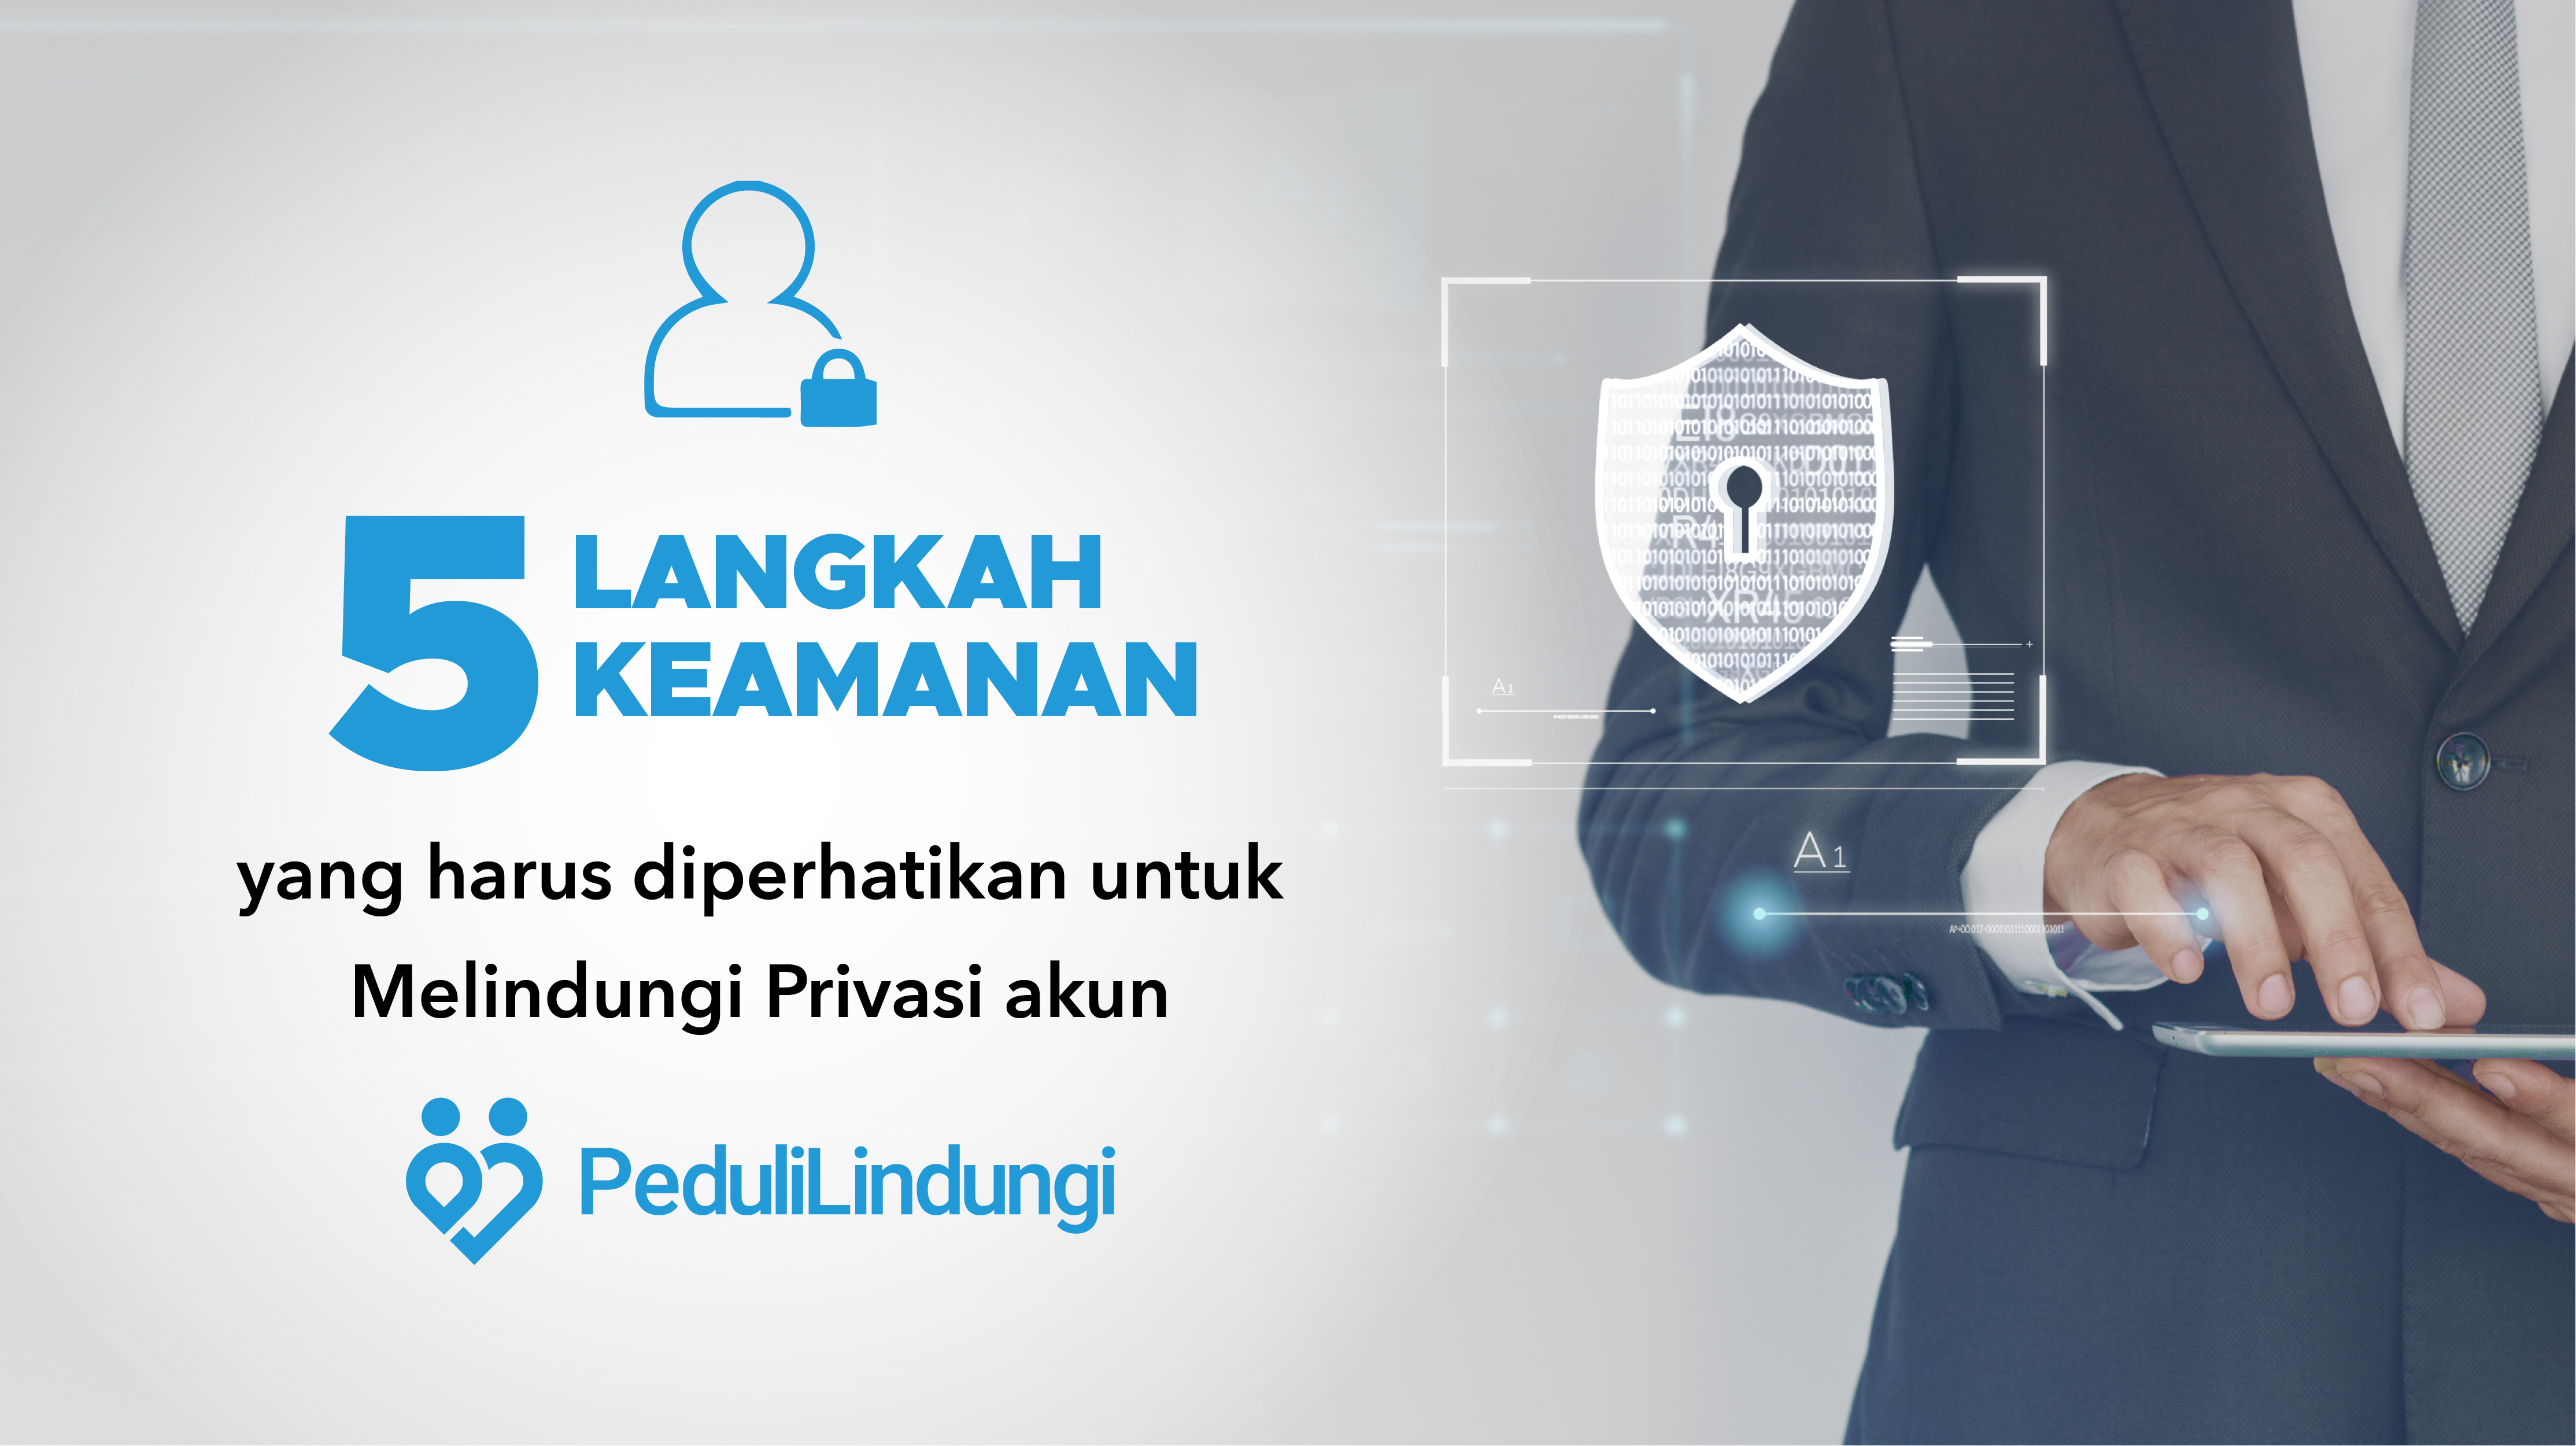 5 LANGKAH
KEAMANAN
yang harus diperhatikan untuk
Melindungi Privasi akun
PeduliLindungi
A1
A1